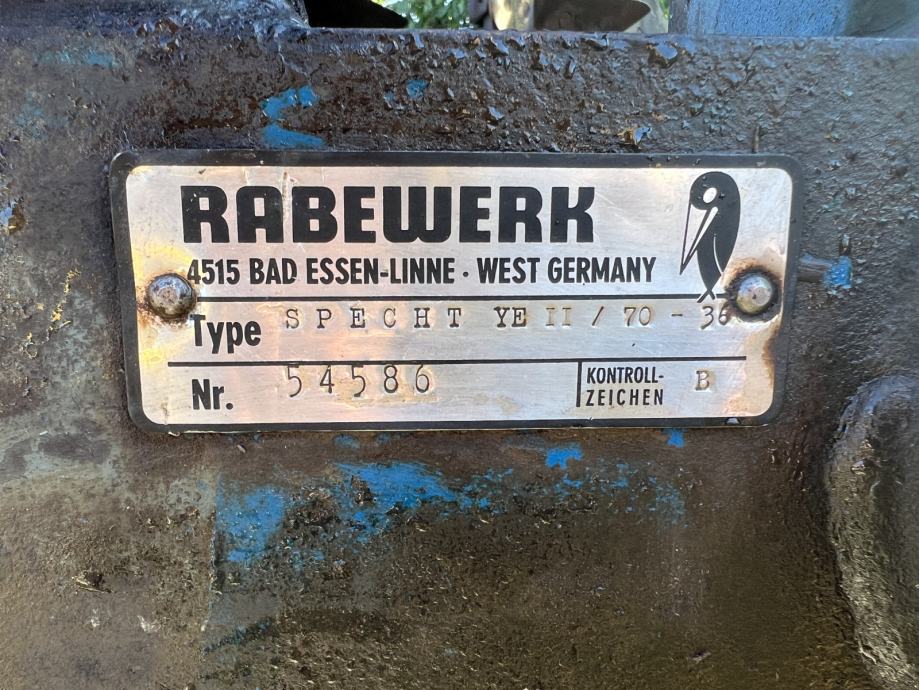 RABEWERK
4515 BAD ESSEN-LINNE · WEST GERMANY
Type SPECHT YE II / 70 - 36
Nr. 54586
KONTROLL-
ZEICHEN B